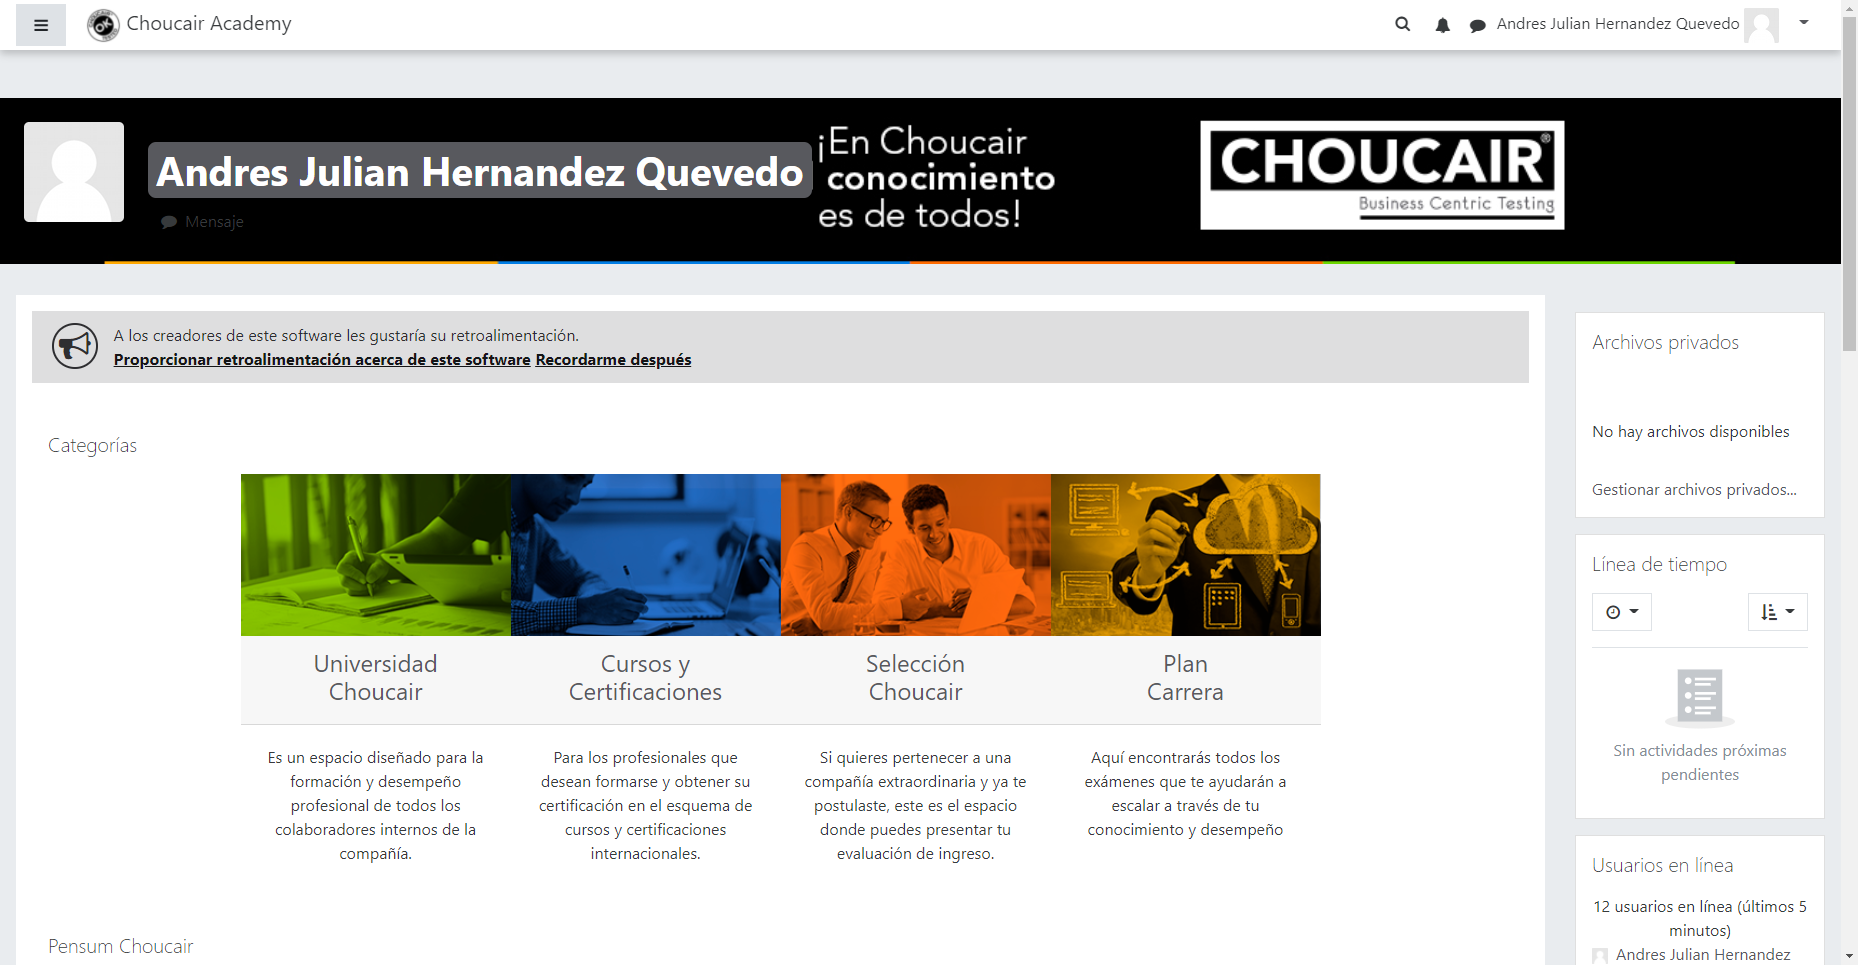 Choucair Academy
Andres Julian Hernandez Quevedo
Andres Julian Hernandez Quevedo
Mensaje
¡En Choucair
conocimiento
es de todos!
CHOUCAIR®
Business Centric Testing
A los creadores de este software les gustaría su retroalimentación.
Proporcionar retroalimentación acerca de este software Recordarme después
Categorías
Universidad
Choucair
Es un espacio diseñado para la
formación y desempeño
profesional de todos los
colaboradores internos de la
compañía.
Cursos y
Certificaciones
Para los profesionales que
desean formarse y obtener su
certificación en el esquema de
cursos y certificaciones
internacionales.
Selección
Choucair
Si quieres pertenecer a una
compañía extraordinaria y ya te
postulaste, este es el espacio
donde puedes presentar tu
evaluación de ingreso.
Plan
Carrera
Aquí encontrarás todos los
exámenes que te ayudarán a
escalar a través de tu
conocimiento y desempeño
Pensum Choucair
Archivos privados
No hay archivos disponibles
Gestionar archivos privados...
Línea de tiempo
Sin actividades próximas
pendientes
Usuarios en línea
12 usuarios en línea (últimos 5
minutos)
Andres Julian Hernandez